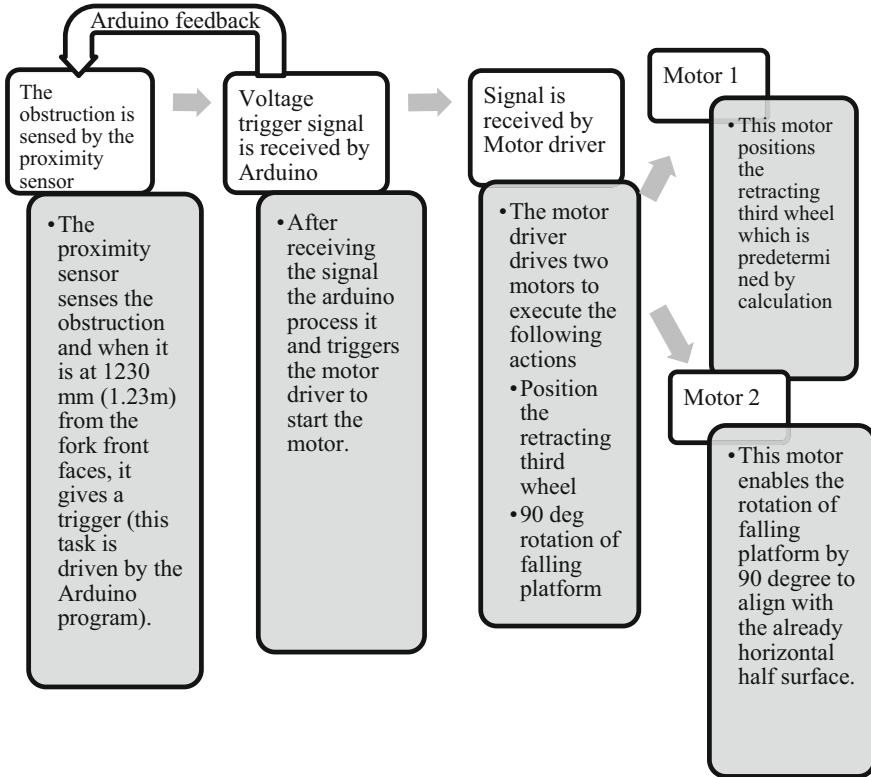 Arduino feedback
The
obstruction is
sensed by the
proximity
sensor
•The
proximity
sensor
senses the
obstruction
and when it
is at 1230
mm (1.23m)
from the
fork front
faces, it
gives a
trigger (this
task is
driven by the
Arduino
program).
Voltage
trigger signal
is received by
Arduino
•After
receiving
the signal
the arduino
process it
and triggers
the motor
driver to
start the
motor.
Signal is
received by
Motor driver
•The motor
driver
drives two
motors to
execute the
following
actions
•Position
the
retracting
third
wheel
•90 deg
rotation of
falling
platform
Motor 1
•This motor
positions
the
retracting
third wheel
which is
predetermi
ned by
calculation
Motor 2
•This motor
enables the
rotation of
falling
platform by
90 degree to
align with
the already
horizontal
half surface.